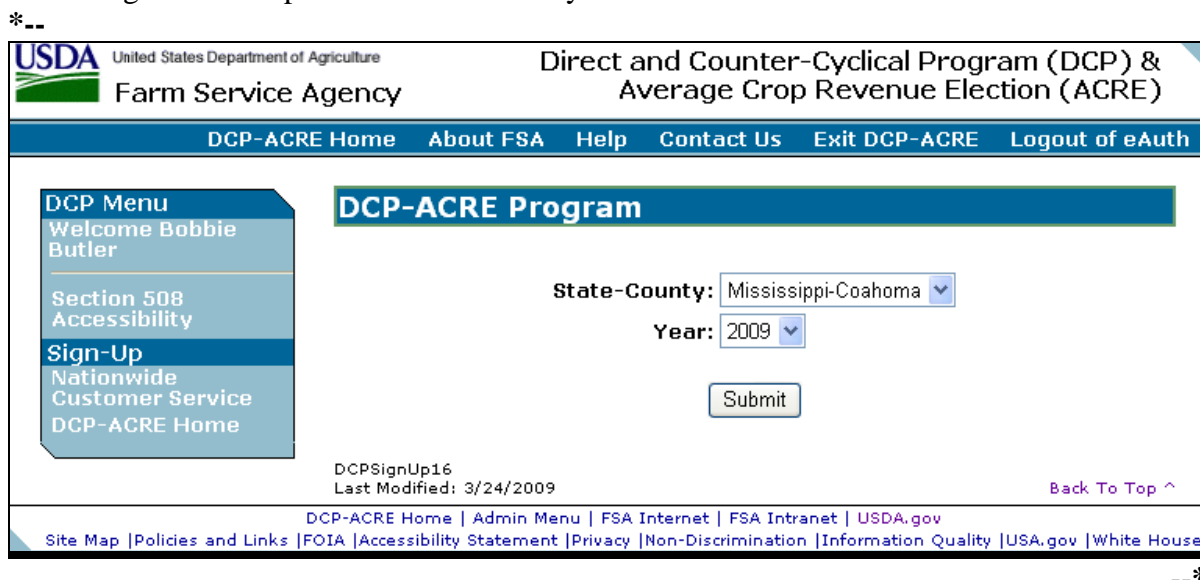 *--
USDA United States Department of Agriculture
Farm Service Agency
Direct and Counter-Cyclical Program (DCP) &
Average Crop Revenue Election (ACRE)
DCP-ACRE Home About FSA Help Contact Us Exit DCP-ACRE Logout of eAuth
DCP Menu
Welcome Bobbie
Butler
Section 508
Accessibility
Sign-Up
Nationwide
Customer Service
DCP-ACRE Home
DCP-ACRE Program
State-County: Mississippi-Coahoma
Year: 2009
Submit
DCPSignUp16
Last Modified: 3/24/2009
Back To Top ^
DCP-ACRE Home | Admin Menu | FSA Internet | FSA Intranet | USDA.gov
Site Map |Policies and Links |FOIA |Accessibility Statement |Privacy |Non-Discrimination |Information Quality |USA.gov |White House
--*